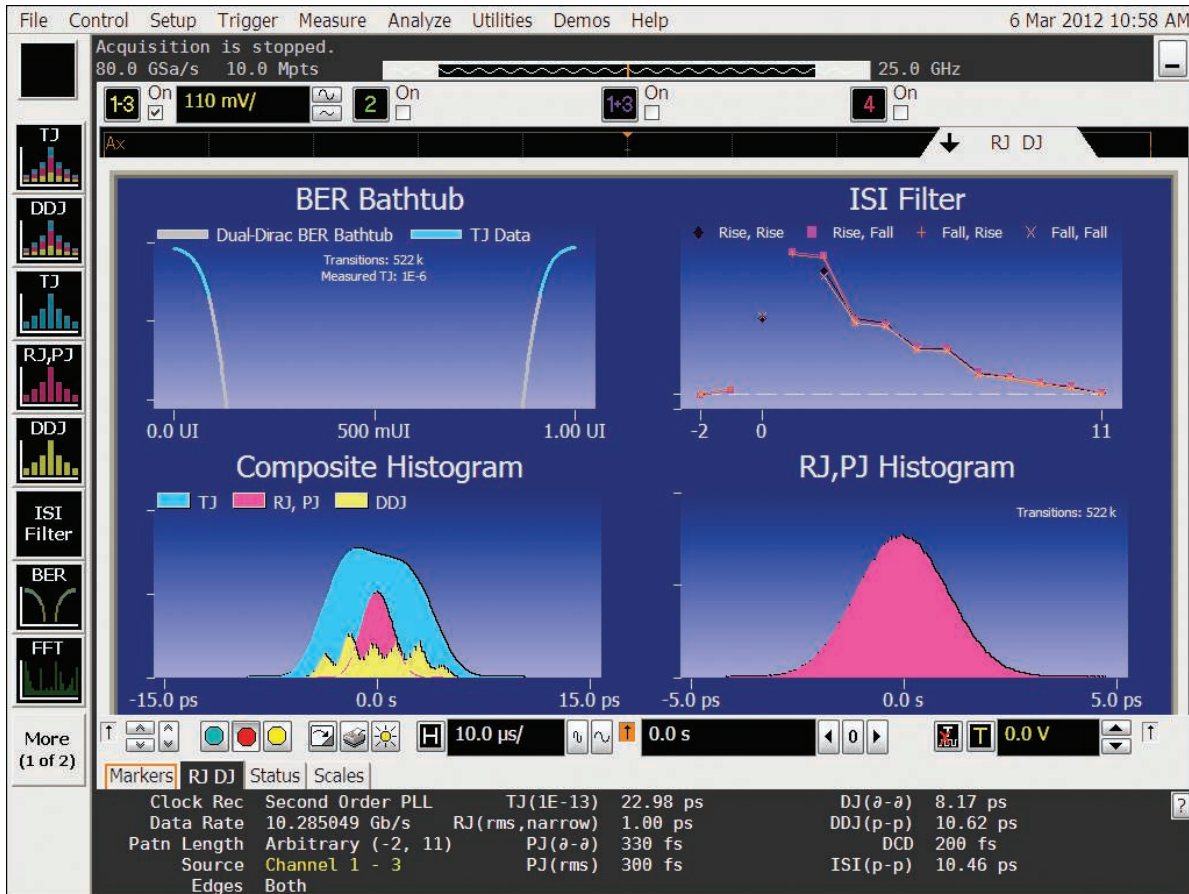 File Control Setup Trigger Measure Analyze Utilities Demos Help 6 Mar 2012 10:58 AM
Acquisition is stopped.
80.0 GSa/s 10.0 Mpts 25.0 GHz
1-3 On 110 mV/ 2 On 1+3 On 4 On
Ax RJ DJ
TJ
DDJ
TJ
RJ,PJ
DDJ
ISI
Filter
BER
FFT
More
(1 of 2)
BER Bathtub
Dual-Dirac BER Bathtub TJ Data
Transitions: 522 k
Measured TJ: 1E-6
0.0 UI 500 mUI 1.00 UI
ISI Filter
Rise, Rise Rise, Fall Fall, Rise Fall, Fall
-2 0 11
Composite Histogram
TJ RJ, PJ DDJ
-15.0 ps 0.0 s 15.0 ps
RJ,PJ Histogram
Transitions: 522 k
-5.0 ps 0.0 s 5.0 ps
H 10.0 µs/ 0.0 s 0 T 0.0 V
Markers RJ DJ Status Scales
Clock Rec Second Order PLL TJ(1E-13) 22.98 ps DJ(∂-∂) 8.17 ps ?
Data Rate 10.285049 Gb/s RJ(rms,narrow) 1.00 ps DDJ(p-p) 10.62 ps
Patn Length Arbitrary (-2, 11) PJ(∂-∂) 330 fs DCD 200 fs
Source Channel 1 - 3 PJ(rms) 300 fs ISI(p-p) 10.46 ps
Edges Both